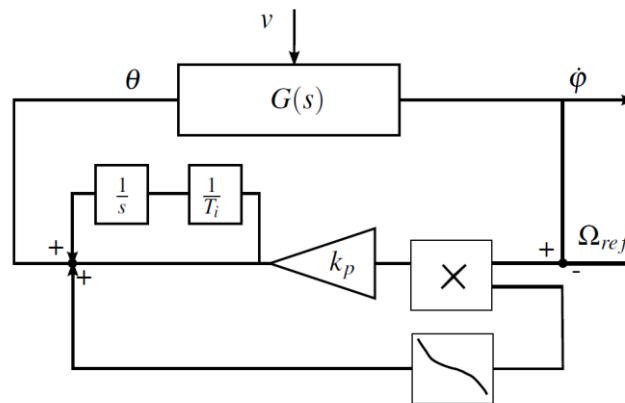 v
θ
G(s)
φ̇
1/s
1/T_i
+
+
k_p
×
+
-
Ω_ref